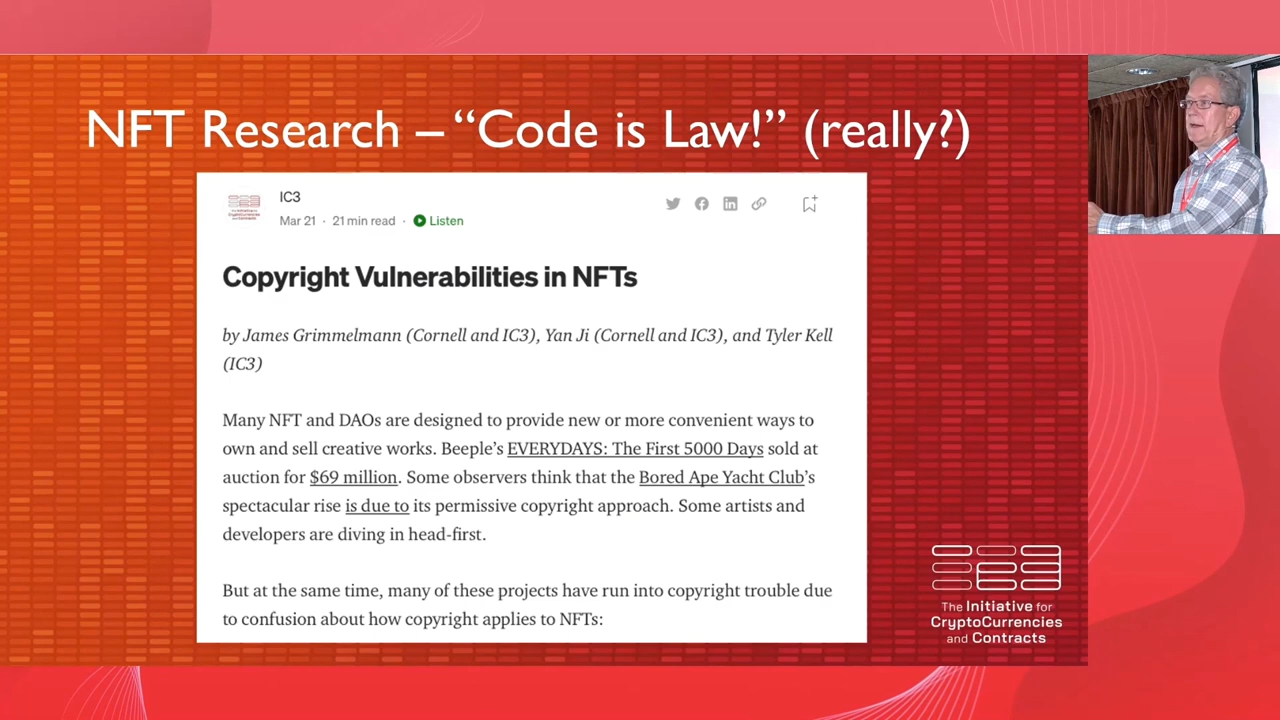 NFT Research – “Code is Law!” (really?)
IC3
Mar 21 · 21 min read · Listen
Copyright Vulnerabilities in NFTs
by James Grimmelmann (Cornell and IC3), Yan Ji (Cornell and IC3), and Tyler Kell
(IC3)
Many NFT and DAOs are designed to provide new or more convenient ways to
own and sell creative works. Beeple’s EVERYDAYS: The First 5000 Days sold at
auction for $69 million. Some observers think that the Bored Ape Yacht Club’s
spectacular rise is due to its permissive copyright approach. Some artists and
developers are diving in head-first.
But at the same time, many of these projects have run into copyright trouble due
to confusion about how copyright applies to NFTs:
The Initiative for
CryptoCurrencies
and Contracts